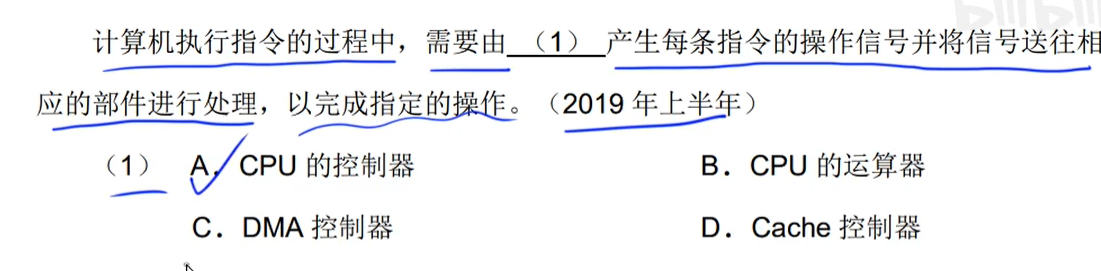 计算机执行指令的过程中，需要由 （1） 产生每条指令的操作信号并将信号送往相
应的部件进行处理，以完成指定的操作。（2019 年上半年）
（1） A．CPU 的控制器 B．CPU 的运算器
C．DMA 控制器 D．Cache 控制器